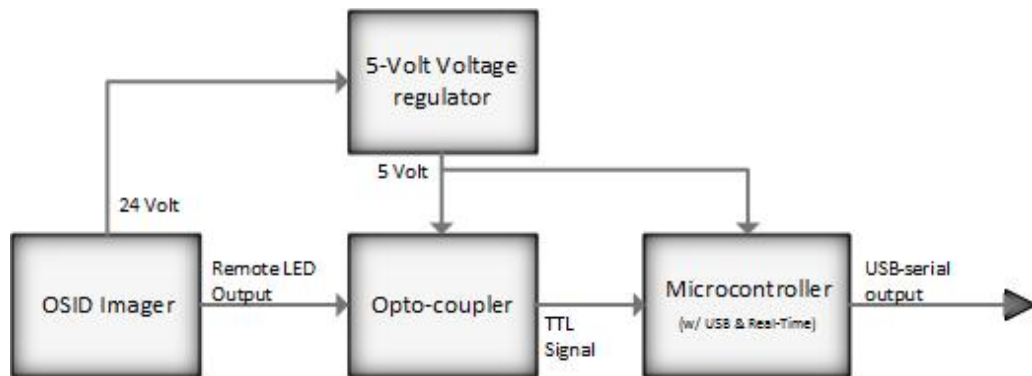 5-Volt Voltage
regulator
5 Volt
24 Volt
OSID Imager
Remote LED
Output
Opto-coupler
TTL
Signal
Microcontroller
(w/ USB & Real-Time)
USB-serial
output